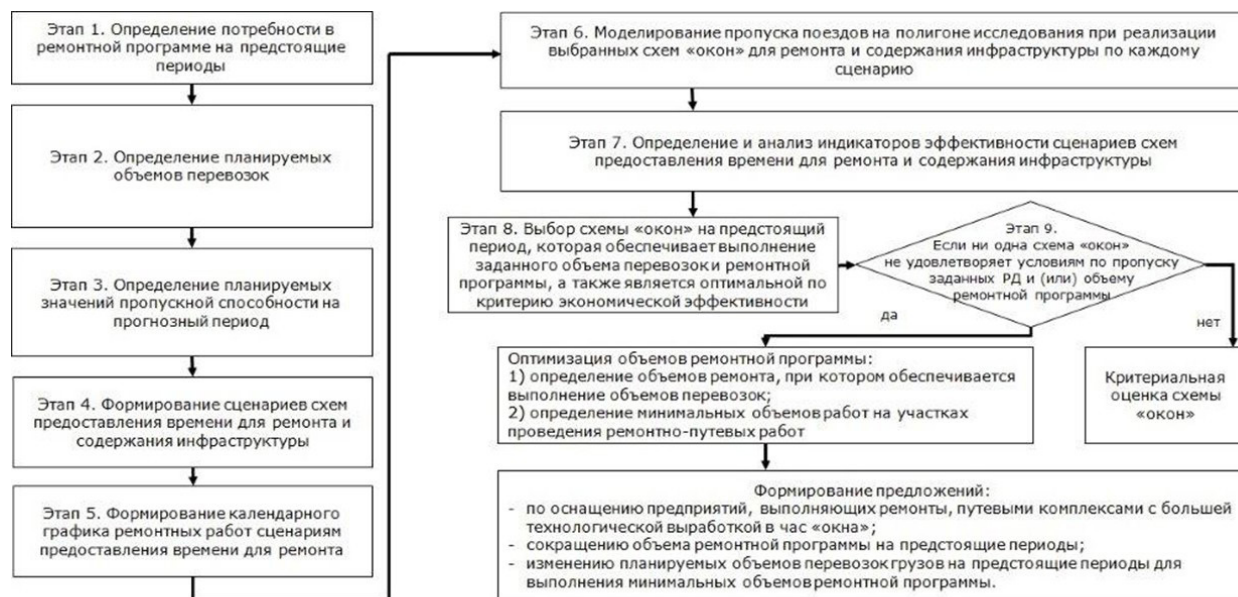 Этап 1. Определение потребности в
ремонтной программе на предстоящие
периоды
Этап 2. Определение планируемых
объемов перевозок
Этап 3. Определение планируемых
значений пропускной способности на
прогнозный период
Этап 4. Формирование сценариев схем
предоставления времени для ремонта и
содержания инфраструктуры
Этап 5. Формирование календарного
графика ремонтных работ сценариям
предоставления времени для ремонта
Этап 6. Моделирование пропуска поездов на полигоне исследования при реализации
выбранных схем «окон» для ремонта и содержания инфраструктуры по каждому
сценарию
Этап 7. Определение и анализ индикаторов эффективности сценариев схем
предоставления времени для ремонта и содержания инфраструктуры
Этап 8. Выбор схемы «окон» на предстоящий
период, которая обеспечивает выполнение
заданного объема перевозок и ремонтной
программы, а также является оптимальной по
критерию экономической эффективности
Этап 9.
Если ни одна схема «окон»
не удовлетворяет условиям по пропуску
заданных РД и (или) объему
ремонтной программы
да
нет
Оптимизация объемов ремонтной программы:
1) определение объемов ремонта, при котором обеспечивается
выполнение объемов перевозок;
2) определение минимальных объемов работ на участках
проведения ремонтно-путевых работ
Критериальная
оценка схемы
«окон»
Формирование предложений:
- по оснащению предприятий, выполняющих ремонты, путевыми комплексами с большей
технологической выработкой в час «окна»;
- сокращению объема ремонтной программы на предстоящие периоды;
- изменению планируемых объемов перевозок грузов на предстоящие периоды для
выполнения минимальных объемов ремонтной программы.